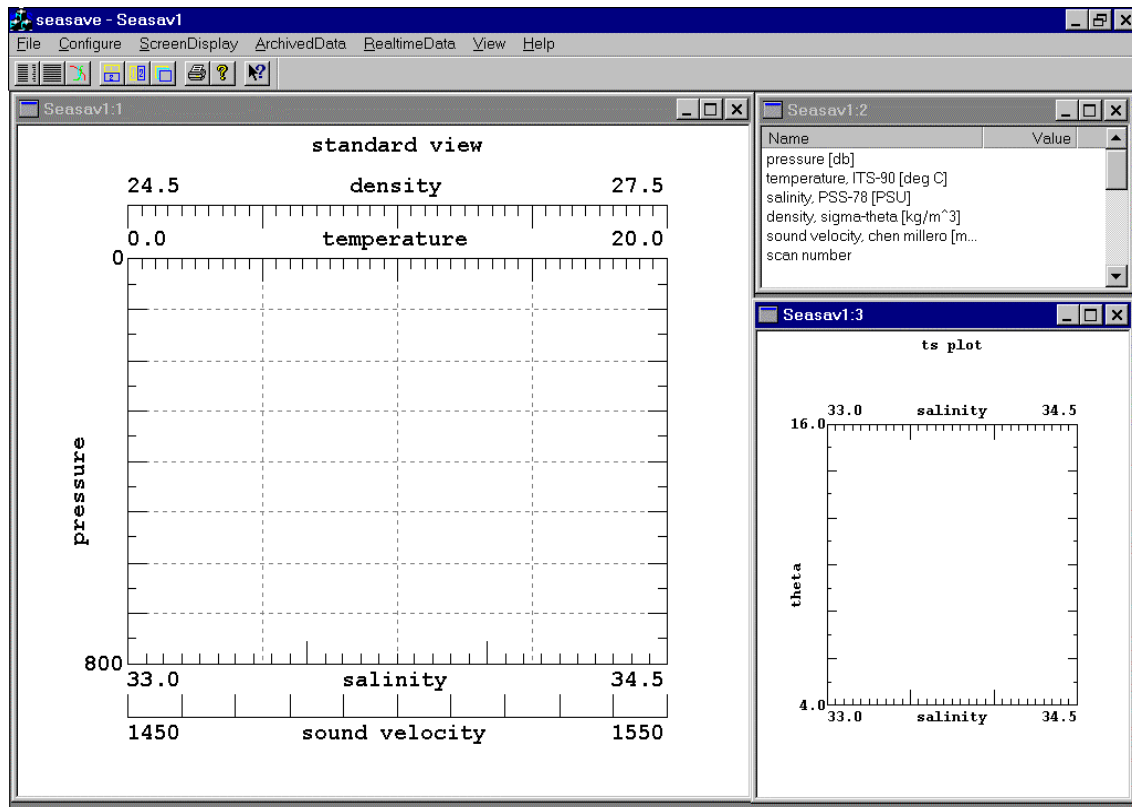 seasave - Seasav1
File Configure ScreenDisplay ArchivedData RealtimeData View Help
Seasav1:1
standard view
24.5 density 27.5
0.0 temperature 20.0
0
pressure
800
33.0 salinity 34.5
1450 sound velocity 1550
Seasav1:2
Name Value
pressure [db]
temperature, ITS-90 [deg C]
salinity, PSS-78 [PSU]
density, sigma-theta [kg/m^3]
sound velocity, chen millero [m...
scan number
Seasav1:3
ts plot
33.0 salinity 34.5
16.0
theta
4.0
33.0 salinity 34.5